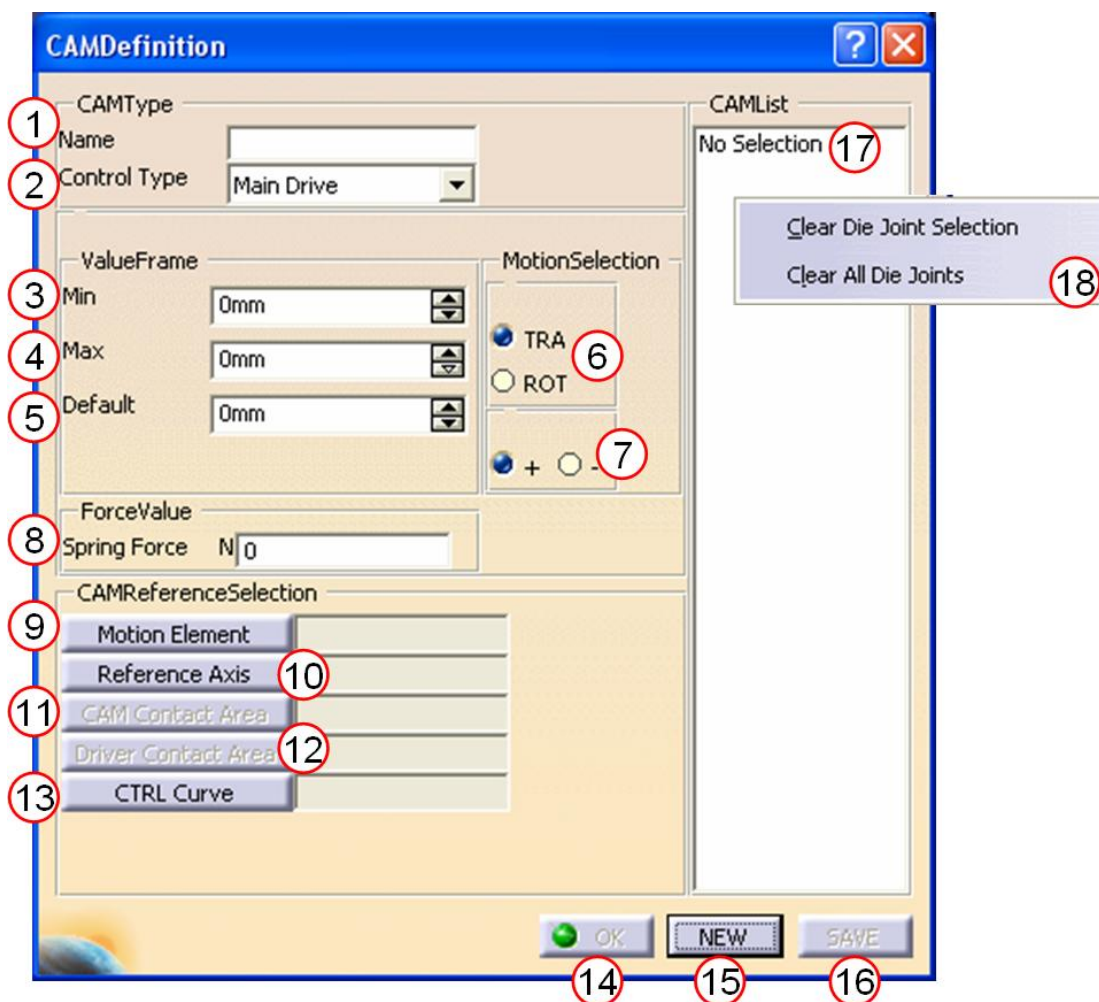 CAMDefinition
?
CAMType
CAMList
1
Name
No Selection 17
2
Control Type Main Drive
Clear Die Joint Selection
Clear All Die Joints 18
ValueFrame
MotionSelection
3
Min 0mm
4
Max 0mm
5
Default 0mm
TRA
6
ROT
+ - 7
ForceValue
8
Spring Force N 0
CAMReferenceSelection
9 Motion Element
Reference Axis 10
11 CAM Contact Area
Driver Contact Area 12
13 CTRL Curve
OK NEW SAVE
14 15 16